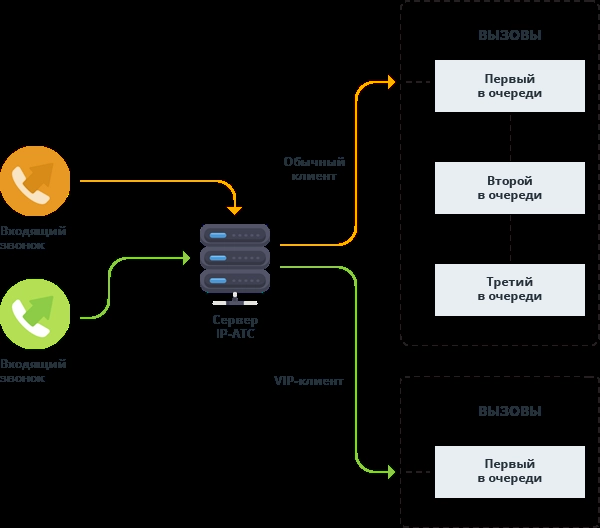 ВЫЗОВЫ
Первый
в очереди
Обычный
клиент
Второй
в очереди
Входящий
звонок
Третий
в очереди
Сервер
IP-АТС
Входящий
звонок
VIP-клиент
ВЫЗОВЫ
Первый
в очереди